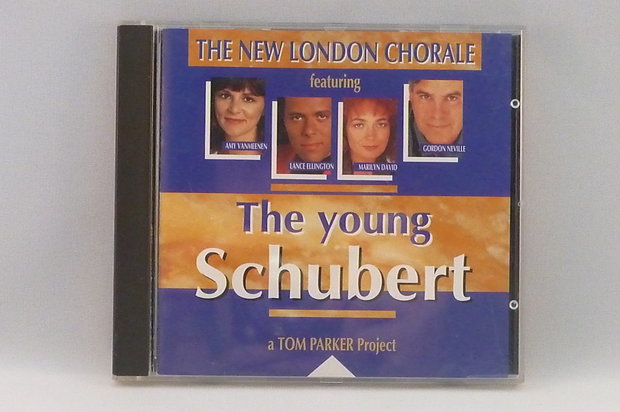 THE NEW LONDON CHORALE
featuring
AMY VANMEENEN
LANCE ELLINGTON
MARILYN DAVID
GORDON NEVILLE
The young
Schubert
a TOM PARKER Project